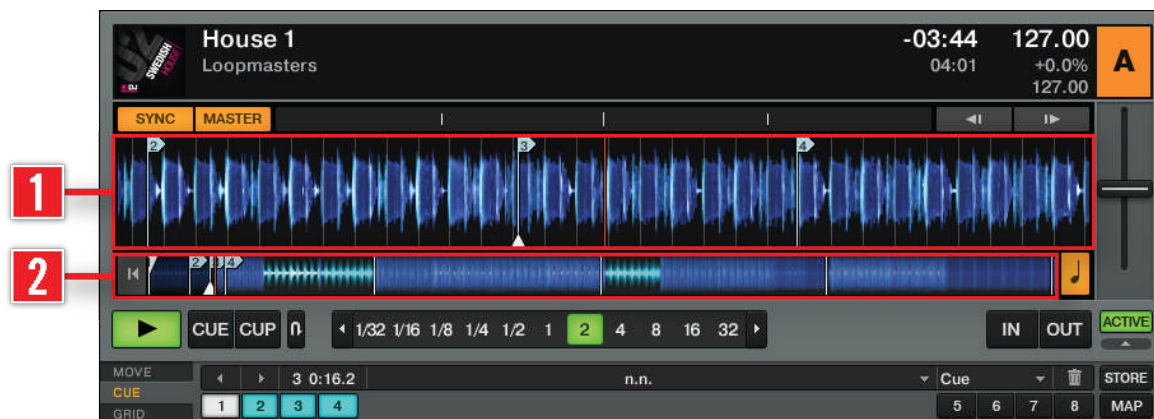 House 1
Loopmasters
-03:44
04:01
127.00
+0.0%
127.00
A
SWEDISH
HOUSE
DJ
SYNC MASTER
1
2 3 4
2
2 3 4
CUE CUP
1/32 1/16 1/8 1/4 1/2 1 2 4 8 16 32
IN OUT
ACTIVE
MOVE
CUE
GRID
3 0:16.2
n.n.
Cue
STORE
1 2 3 4
5 6 7 8
MAP